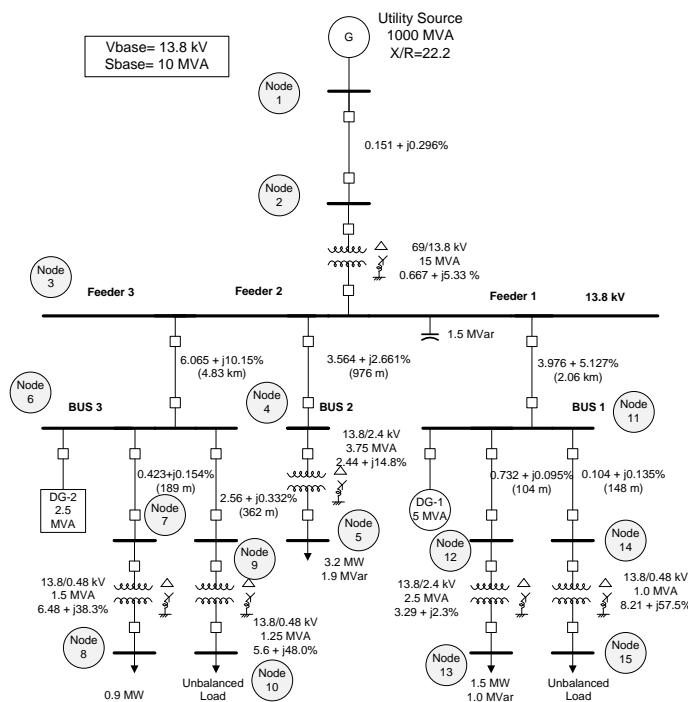 Utility Source
1000 MVA
X/R=22.2
G
Vbase= 13.8 kV
Sbase= 10 MVA
Node
1
0.151 + j0.296%
Node
2
69/13.8 kV
15 MVA
0.667 + j5.33 %
Node
3
Feeder 3
Feeder 2
Feeder 1
13.8 kV
1.5 MVar
6.065 + j10.15%
(4.83 km)
3.564 + j2.661%
(976 m)
3.976 + 5.127%
(2.06 km)
Node
6
BUS 3
Node
4
BUS 2
BUS 1
Node
11
13.8/2.4 kV
3.75 MVA
2.44 + j14.8%
DG-2
2.5
MVA
0.423+j0.154%
(189 m)
2.56 + j0.332%
(362 m)
DG-1
5 MVA
0.732 + j0.095%
(104 m)
0.104 + j0.135%
(148 m)
Node
7
Node
9
Node
5
3.2 MW
1.9 MVar
Node
12
Node
14
13.8/0.48 kV
1.5 MVA
6.48 + j38.3%
13.8/0.48 kV
1.25 MVA
5.6 + j48.0%
13.8/2.4 kV
2.5 MVA
3.29 + j2.3%
13.8/0.48 kV
1.0 MVA
8.21 + j57.5%
Node
8
0.9 MW
Unbalanced
Load
Node
10
Node
13
1.5 MW
1.0 MVar
Unbalanced
Load
Node
15